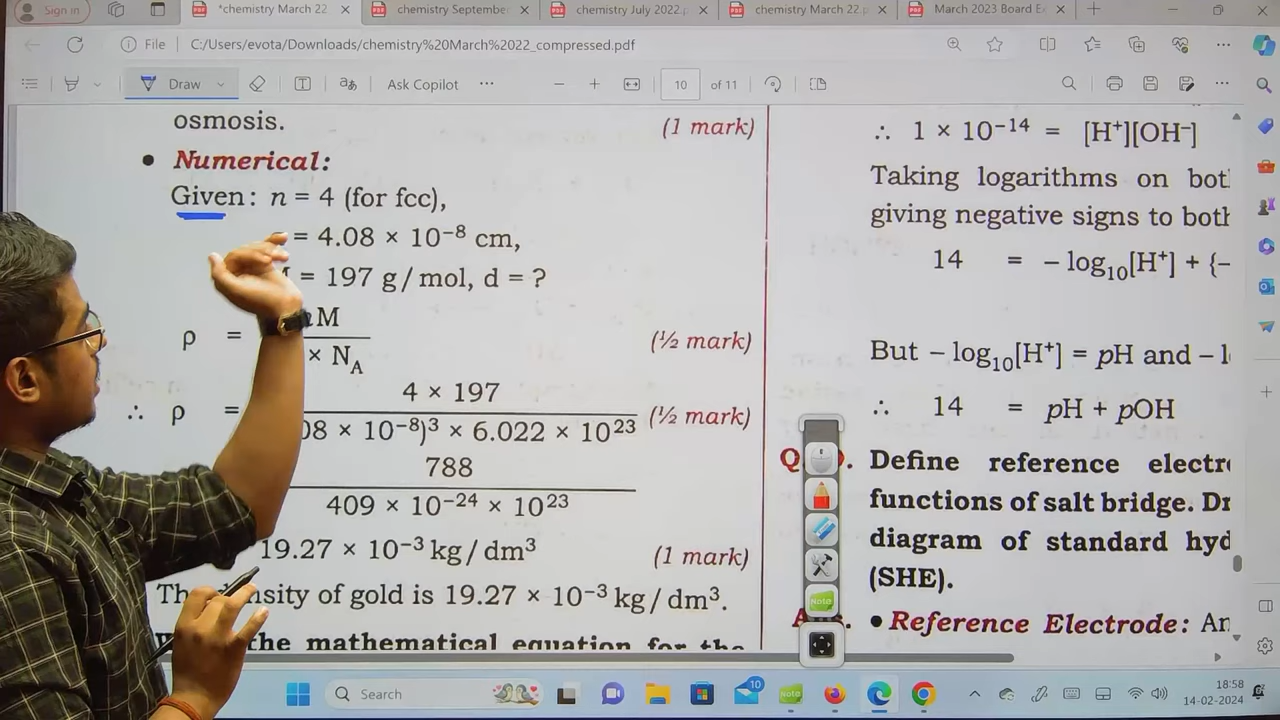 Sign in
*chemistry March 22
chemistry September
chemistry July 2022.p
chemistry March 22.p
March 2023 Board Ex
File
C:/Users/evota/Downloads/chemistry%20March%2022_compressed.pdf
Draw
Ask Copilot
10 of 11
osmosis. (1 mark)
• Numerical:
Given: n = 4 (for fcc),
= 4.08 × 10⁻⁸ cm,
= 197 g/mol, d = ?
ρ = M (½ mark)
× N_A
4 × 197
∴ ρ = 08 × 10⁻⁸)³ × 6.022 × 10²³ (½ mark)
788
409 × 10⁻²⁴ × 10²³
19.27 × 10⁻³ kg/dm³ (1 mark)
of gold is 19.27 × 10⁻³ kg/dm³.
the mathematical equation for the
∴ 1 × 10⁻¹⁴ = [H⁺][OH⁻]
Taking logarithms on bot
giving negative signs to both
14 = − log₁₀[H⁺] + {−
But − log₁₀[H⁺] = pH and − l
∴ 14 = pH + pOH
Define reference electr
functions of salt bridge. Dr
diagram of standard hyd
(SHE).
• Reference Electrode: An
Note
Search
10
Note
18:58
14-02-2024